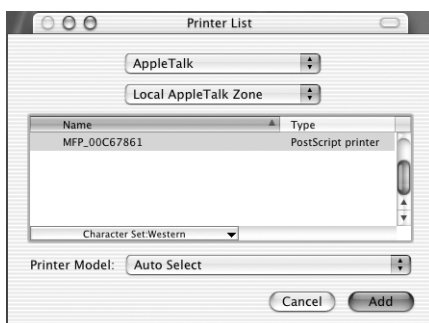 Printer List
AppleTalk
Local AppleTalk Zone
Name Type
MFP_00C67861 PostScript printer
Character Set:Western
Printer Model: Auto Select
Cancel Add